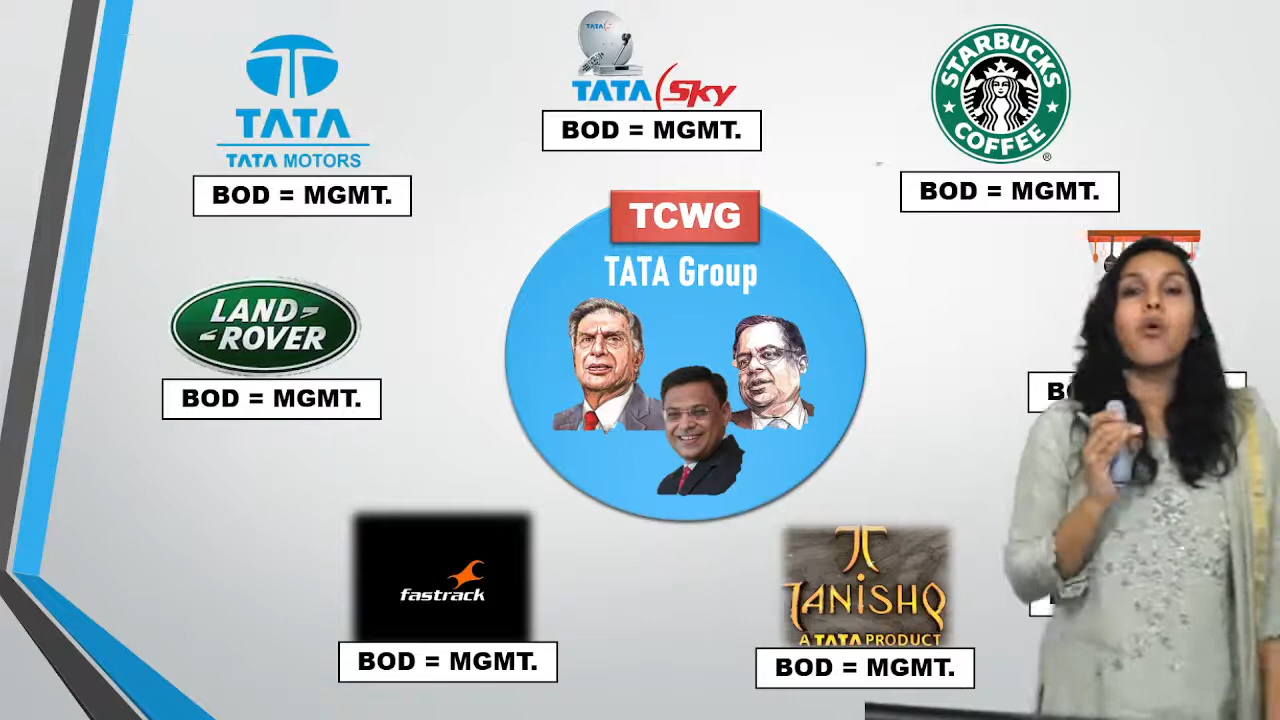 TATA
TATA MOTORS
BOD = MGMT.
TATA
TATA Sky
BOD = MGMT.
STARBUCKS
COFFEE
®
BOD = MGMT.
TCWG
TATA Group
LAND
ROVER
BOD = MGMT.
fastrack
BOD = MGMT.
TANISHQ
A TATA PRODUCT
BOD = MGMT.